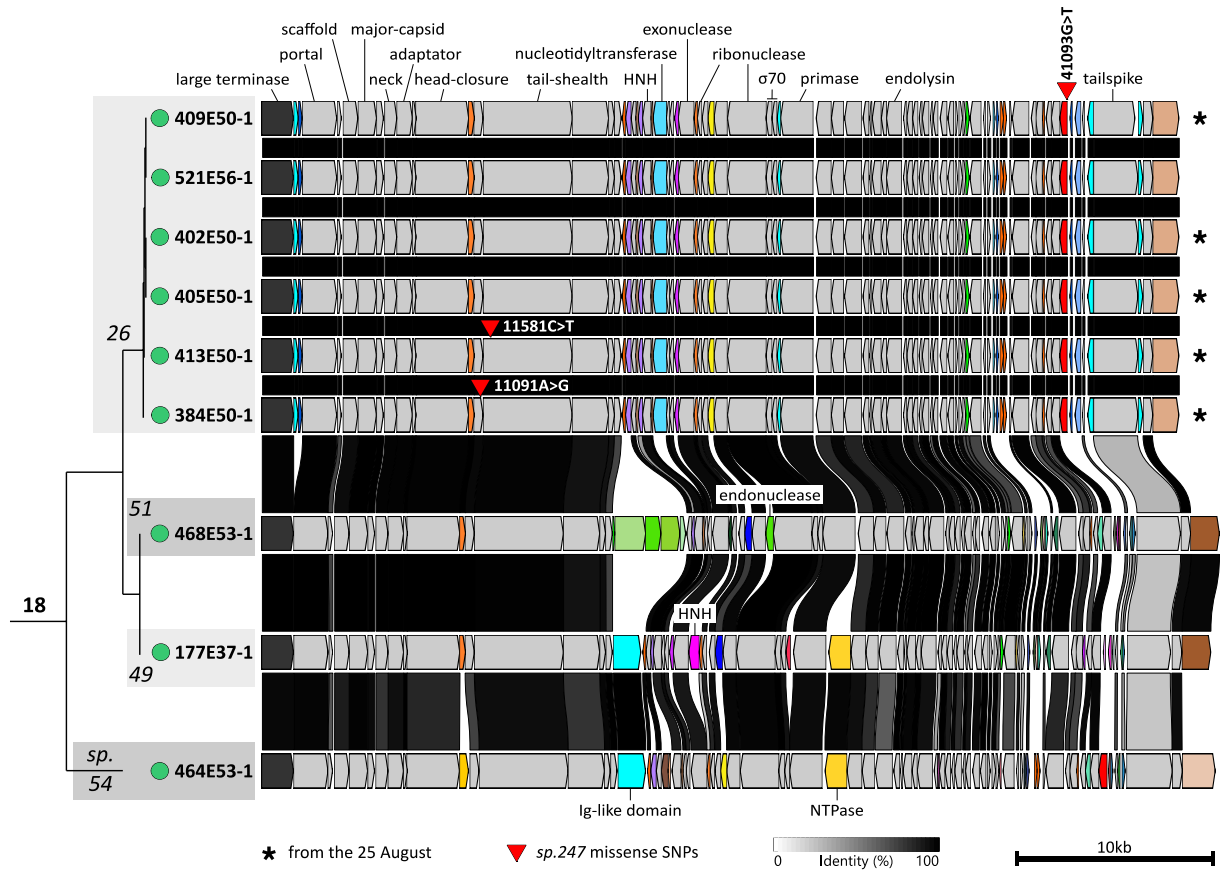 scaffold major-capsid exonuclease
portal adaptator nucleotidyltransferase ribonuclease
large terminase neck head-closure tail-shealth HNH σ70 primase endolysin 41093G>T tailspike
409E50-1 *
521E56-1
402E50-1 *
405E50-1 *
11581C>T
26
413E50-1 *
11091A>G
384E50-1 *
endonuclease
51
468E53-1
18
HNH
177E37-1
49
sp.
464E53-1
54
Ig-like domain NTPase
* from the 25 August sp.247 missense SNPs
0 Identity (%) 100
10kb